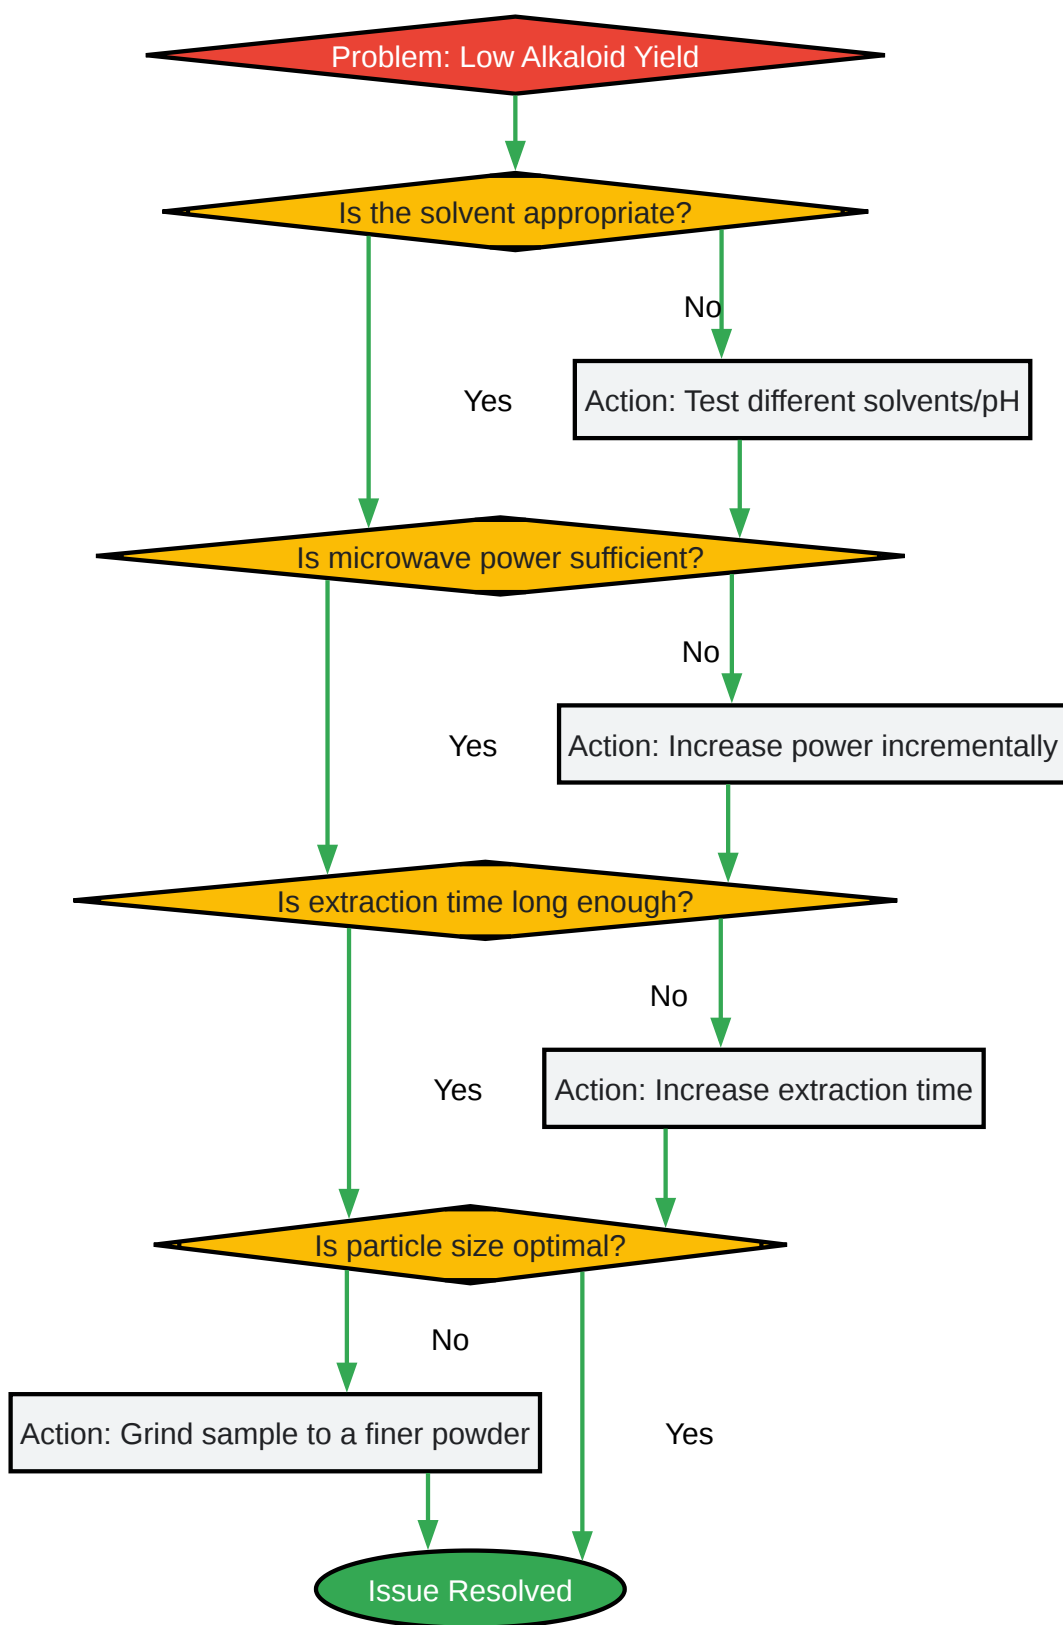 Problem: Low Alkaloid Yield
Is the solvent appropriate?
No
Yes
Action: Test different solvents/pH
Is microwave power sufficient?
No
Yes
Action: Increase power incrementally
Is extraction time long enough?
No
Yes
Action: Increase extraction time
Is particle size optimal?
No
Action: Grind sample to a finer powder
Yes
Issue Resolved